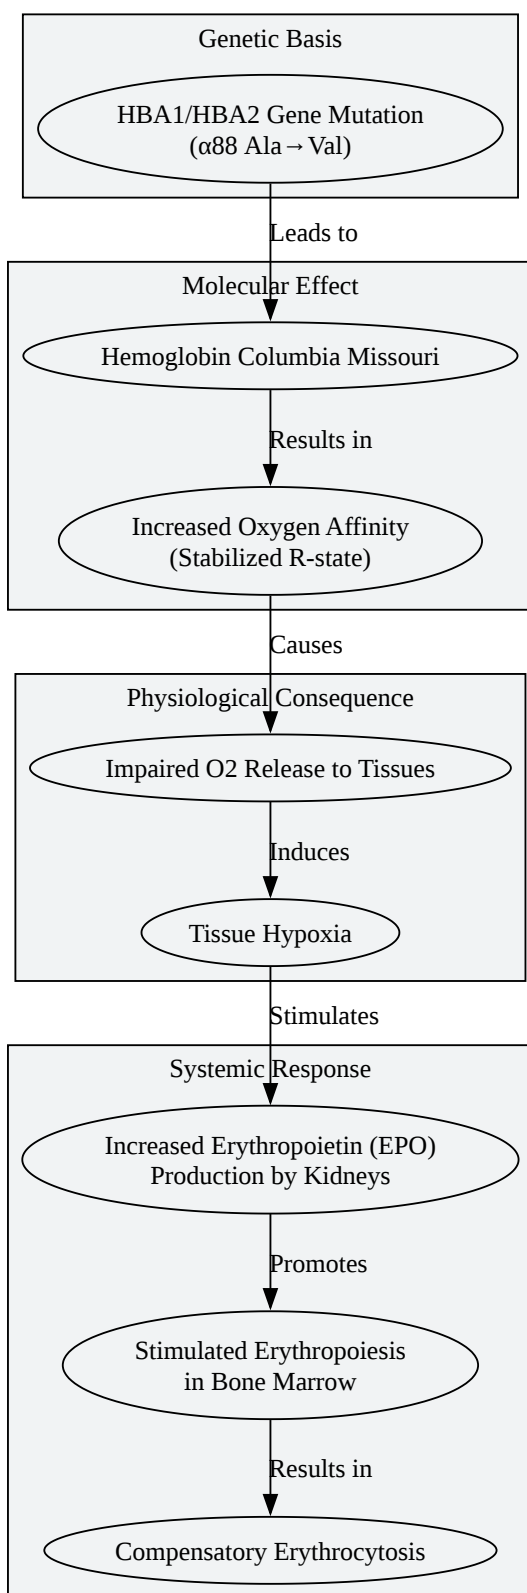 Genetic Basis
HBA1/HBA2 Gene Mutation
(α88 Ala→Val)
Leads to
Molecular Effect
Hemoglobin Columbia Missouri
Results in
Increased Oxygen Affinity
(Stabilized R-state)
Causes
Physiological Consequence
Impaired O2 Release to Tissues
Induces
Tissue Hypoxia
Stimulates
Systemic Response
Increased Erythropoietin (EPO)
Production by Kidneys
Promotes
Stimulated Erythropoiesis
in Bone Marrow
Results in
Compensatory Erythrocytosis